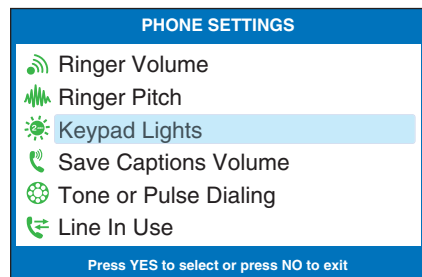 PHONE SETTINGS
Ringer Volume
Ringer Pitch
Keypad Lights
Save Captions Volume
Tone or Pulse Dialing
Line In Use
Press YES to select or press NO to exit